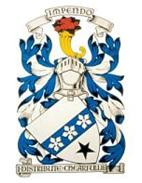 IMPENDO
I DISTRIBUTE CHEARFULLIE